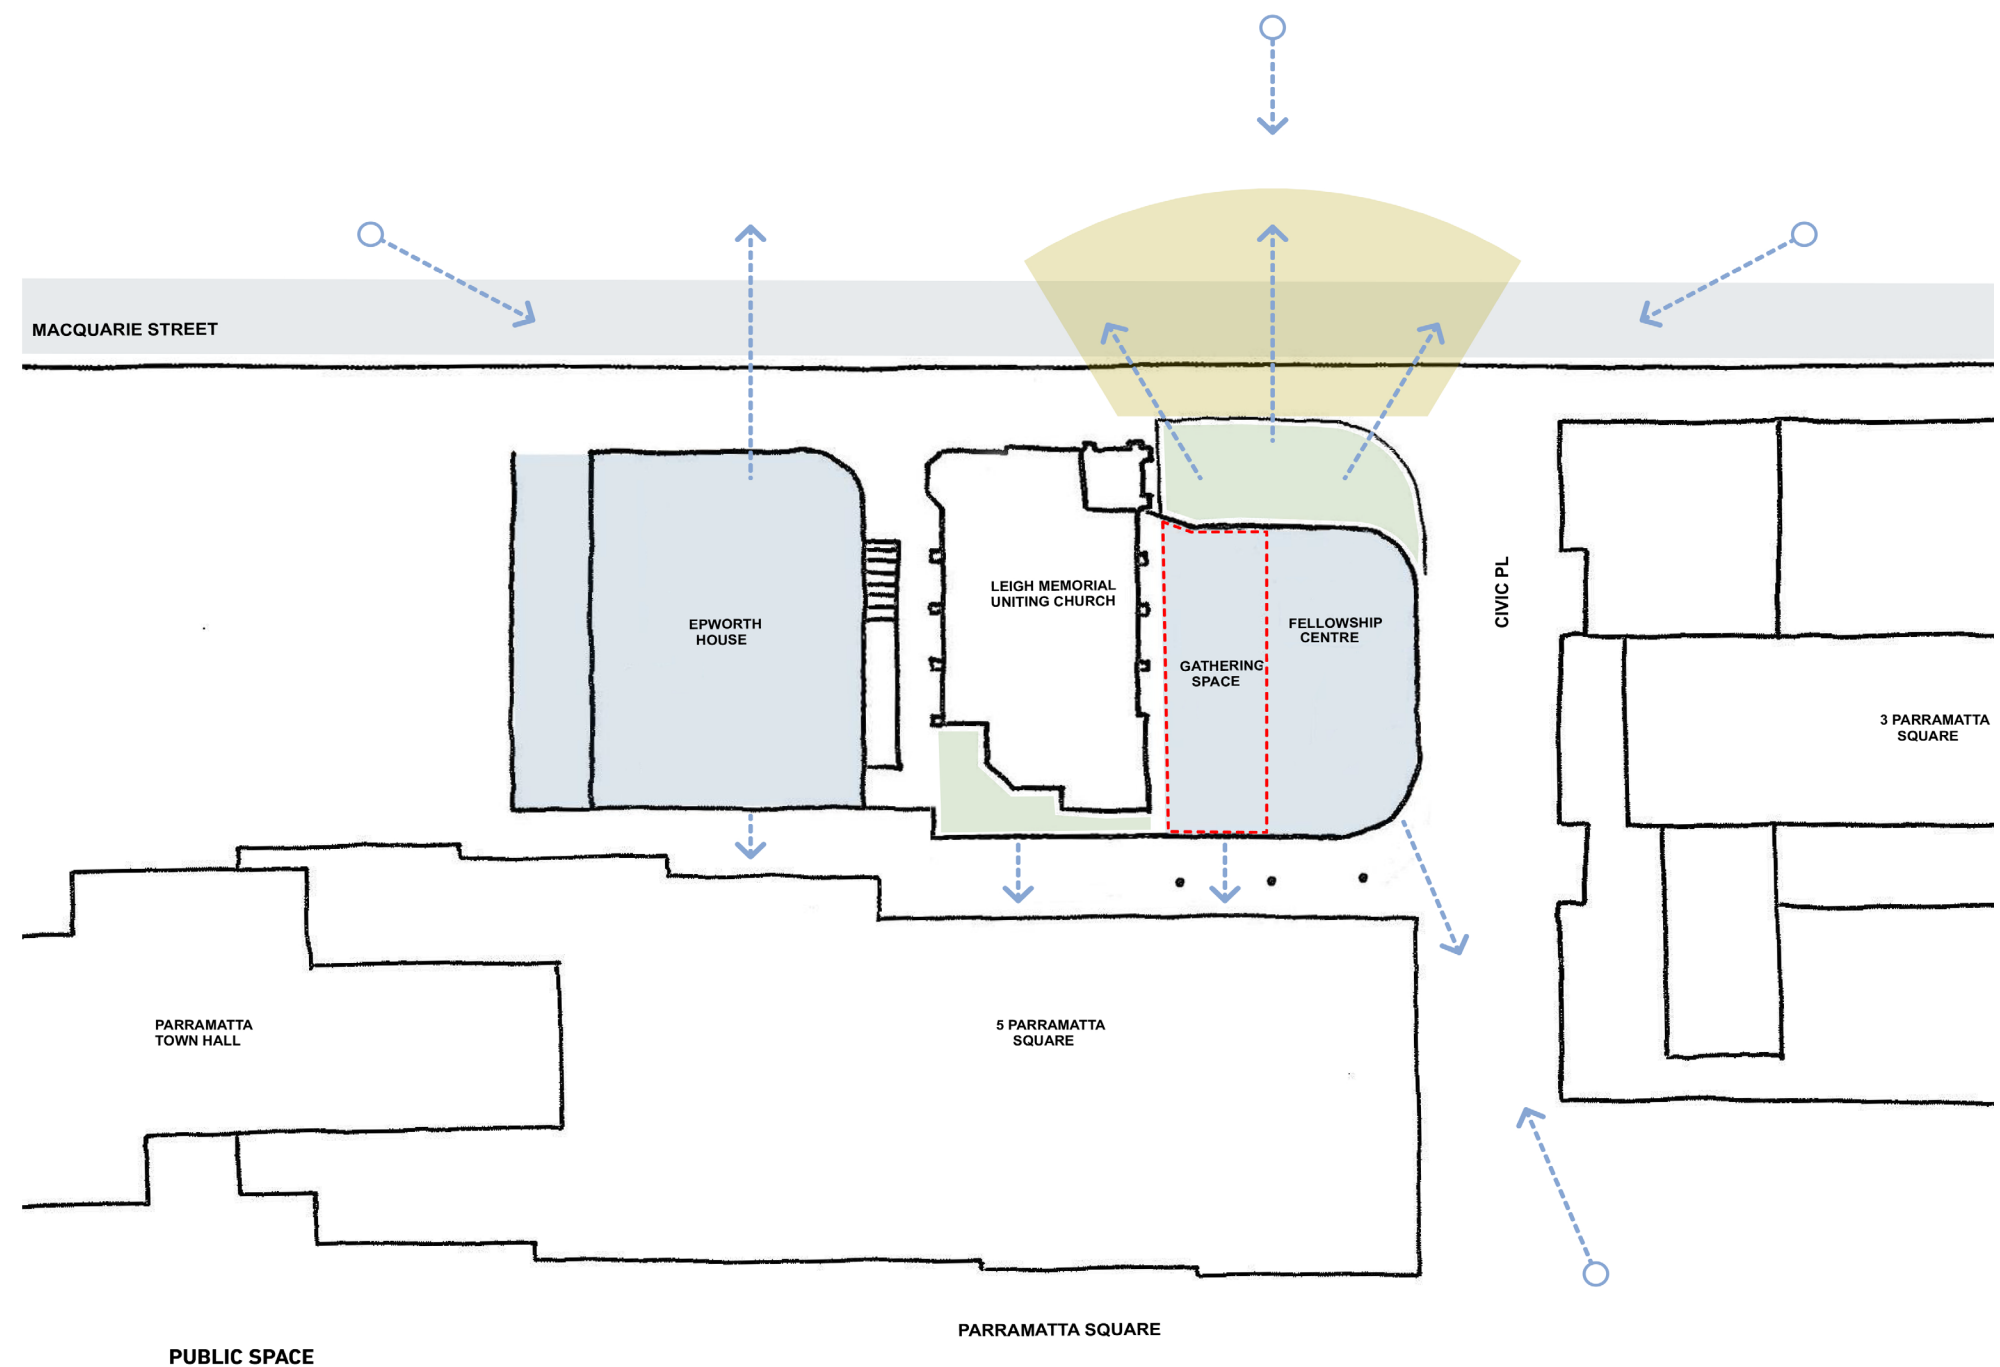 MACQUARIE STREET
LEIGH MEMORIAL
UNITING CHURCH
EPWORTH
HOUSE
FELLOWSHIP
CENTRE
GATHERING
SPACE
CIVIC PL
3 PARRAMATTA
SQUARE
PARRAMATTA
TOWN HALL
5 PARRAMATTA
SQUARE
PARRAMATTA SQUARE
PUBLIC SPACE